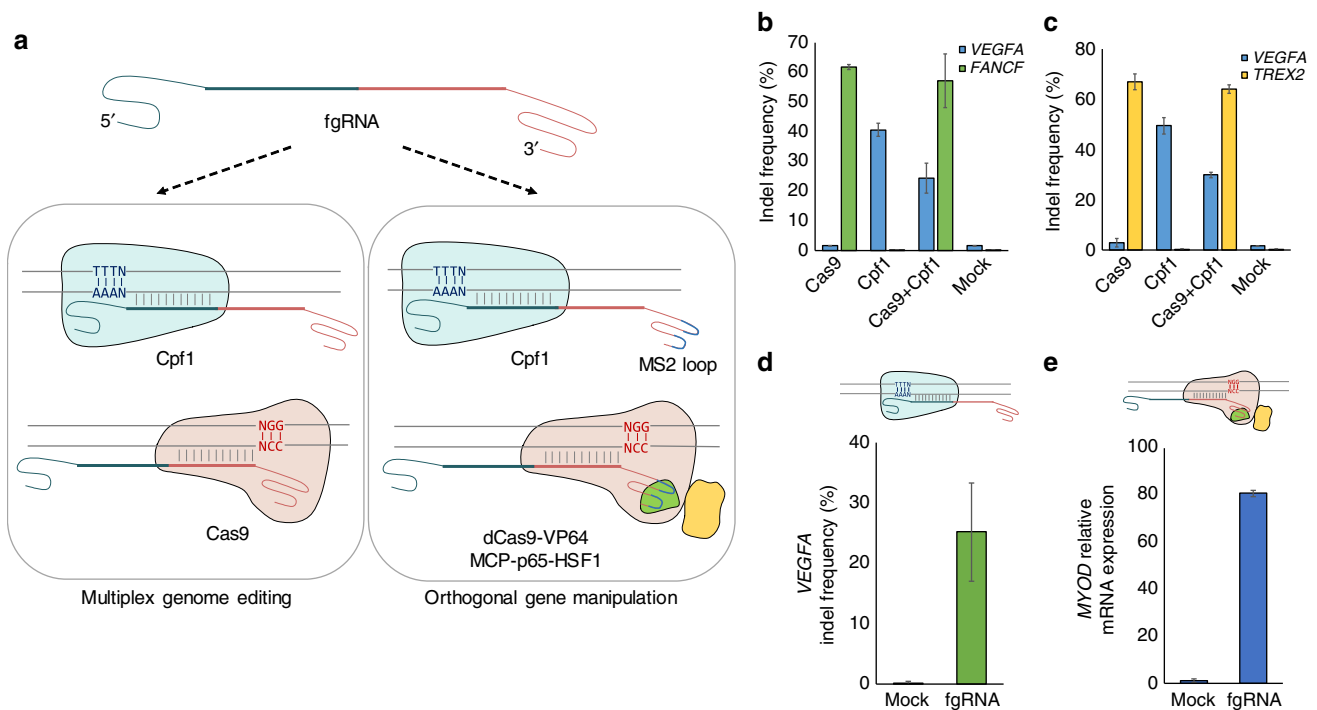 a
fgRNA
5′
3′
TTTN
AAAN
Cpf1
NGG
NCC
Cas9
Multiplex genome editing
TTTN
AAAN
Cpf1
MS2 loop
NGG
NCC
dCas9-VP64
MCP-p65-HSF1
Orthogonal gene manipulation
b
Indel frequency (%)
70
60
50
40
30
20
10
0
VEGFA
FANCF
Cas9
Cpf1
Cas9+Cpf1
Mock
c
Indel frequency (%)
80
60
40
20
0
VEGFA
TREX2
Cas9
Cpf1
Cas9+Cpf1
Mock
d
TTTN
AAAN
VEGFA
indel frequency (%)
40
30
20
10
0
Mock fgRNA
e
NGG
NCC
MYOD relative
mRNA expression
100
80
60
40
20
0
Mock fgRNA